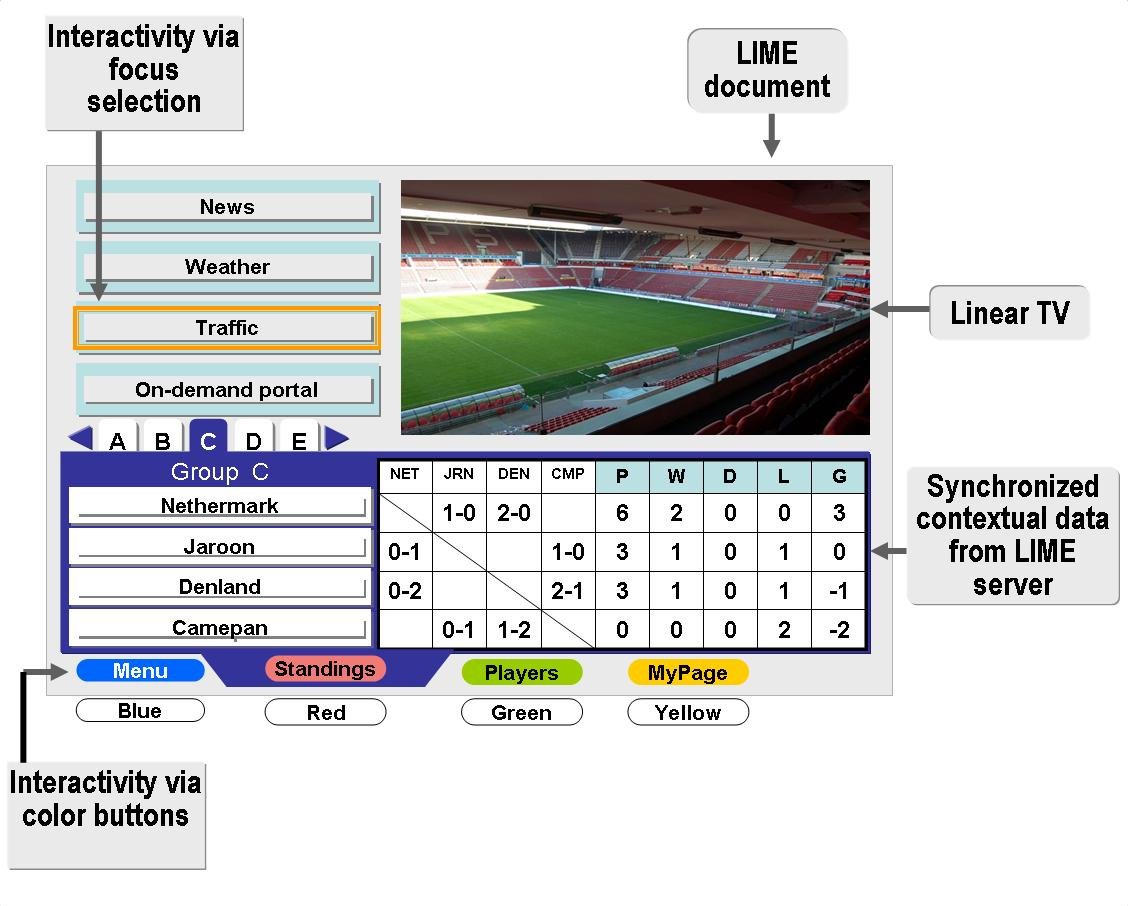 Interactivity via
focus
selection
LIME
document
News
Weather
Traffic
On-demand portal
Linear TV
A B C D E
Group C
NET JRN DEN CMP P W D L G
Nethermark 1-0 2-0 6 2 0 0 3
Jaroon 0-1 1-0 3 1 0 1 0
Denland 0-2 2-1 3 1 0 1 -1
Camepan 0-1 1-2 0 0 0 2 -2
Synchronized
contextual data
from LIME
server
Menu Standings Players MyPage
Blue Red Green Yellow
Interactivity via
color buttons